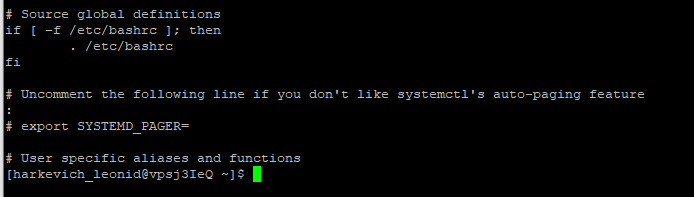 # Source global definitions
if [ -f /etc/bashrc ]; then
        . /etc/bashrc
fi
# Uncomment the following line if you don't like systemctl's auto-paging feature
:
# export SYSTEMD_PAGER=
# User specific aliases and functions
[harkevich_leonid@vpsj3IeQ ~]$